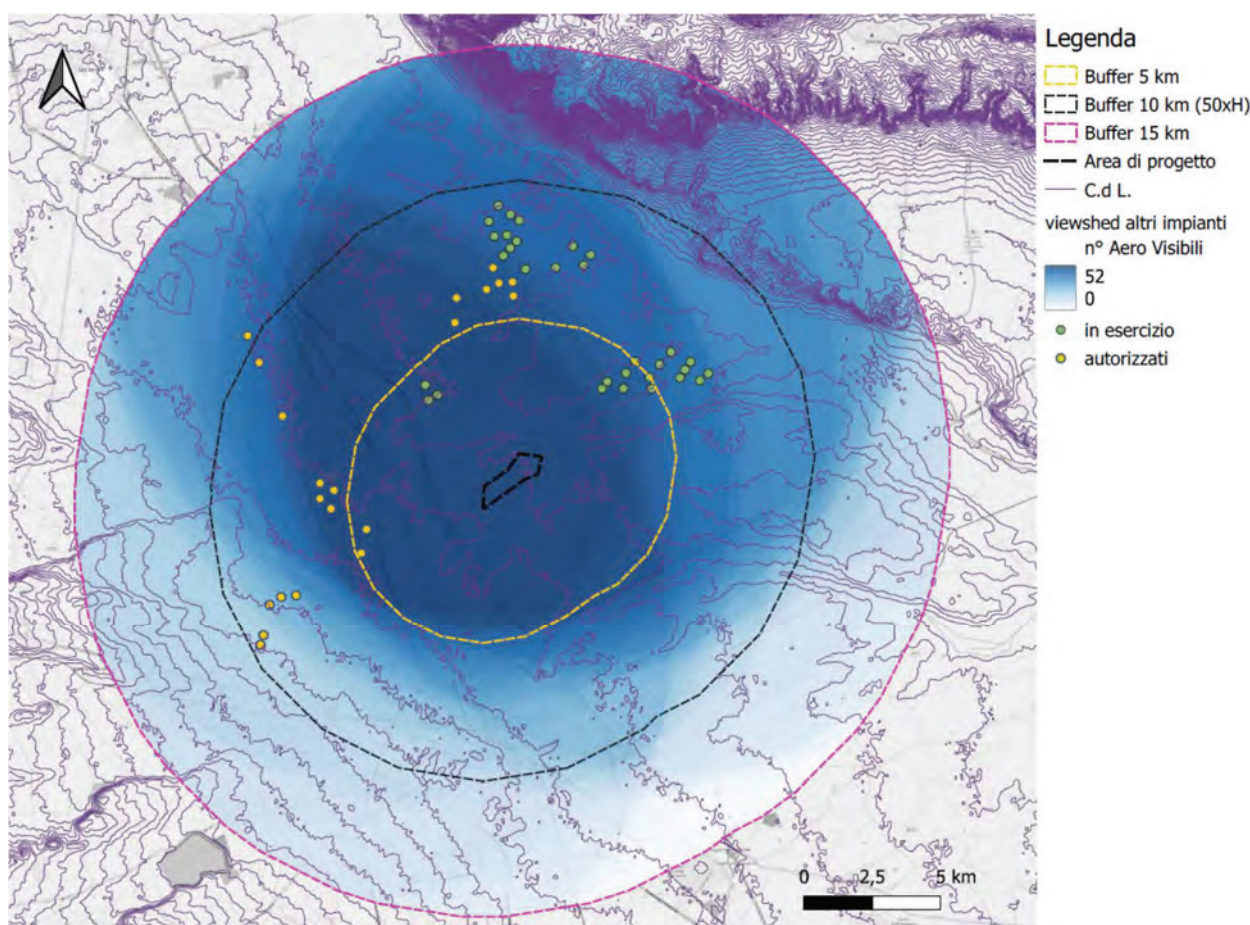 Legenda
Buffer 5 km
Buffer 10 km (50xH)
Buffer 15 km
Area di progetto
C.d L.
viewshed altri impianti
n° Aero Visibili
52
0
in esercizio
autorizzati
0 2,5 5 km